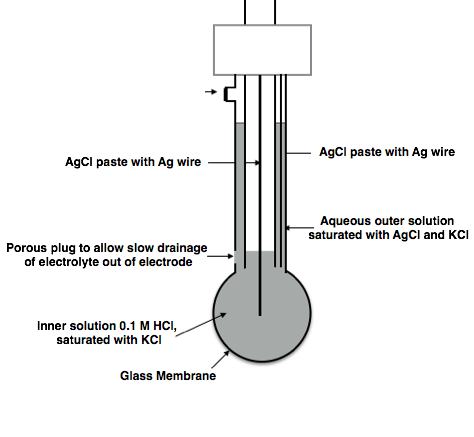 AgCl paste with Ag wire
AgCl paste with Ag wire
Aqueous outer solution
saturated with AgCl and KCl
Porous plug to allow slow drainage
of electrolyte out of electrode
Inner solution 0.1 M HCl,
saturated with KCl
Glass Membrane